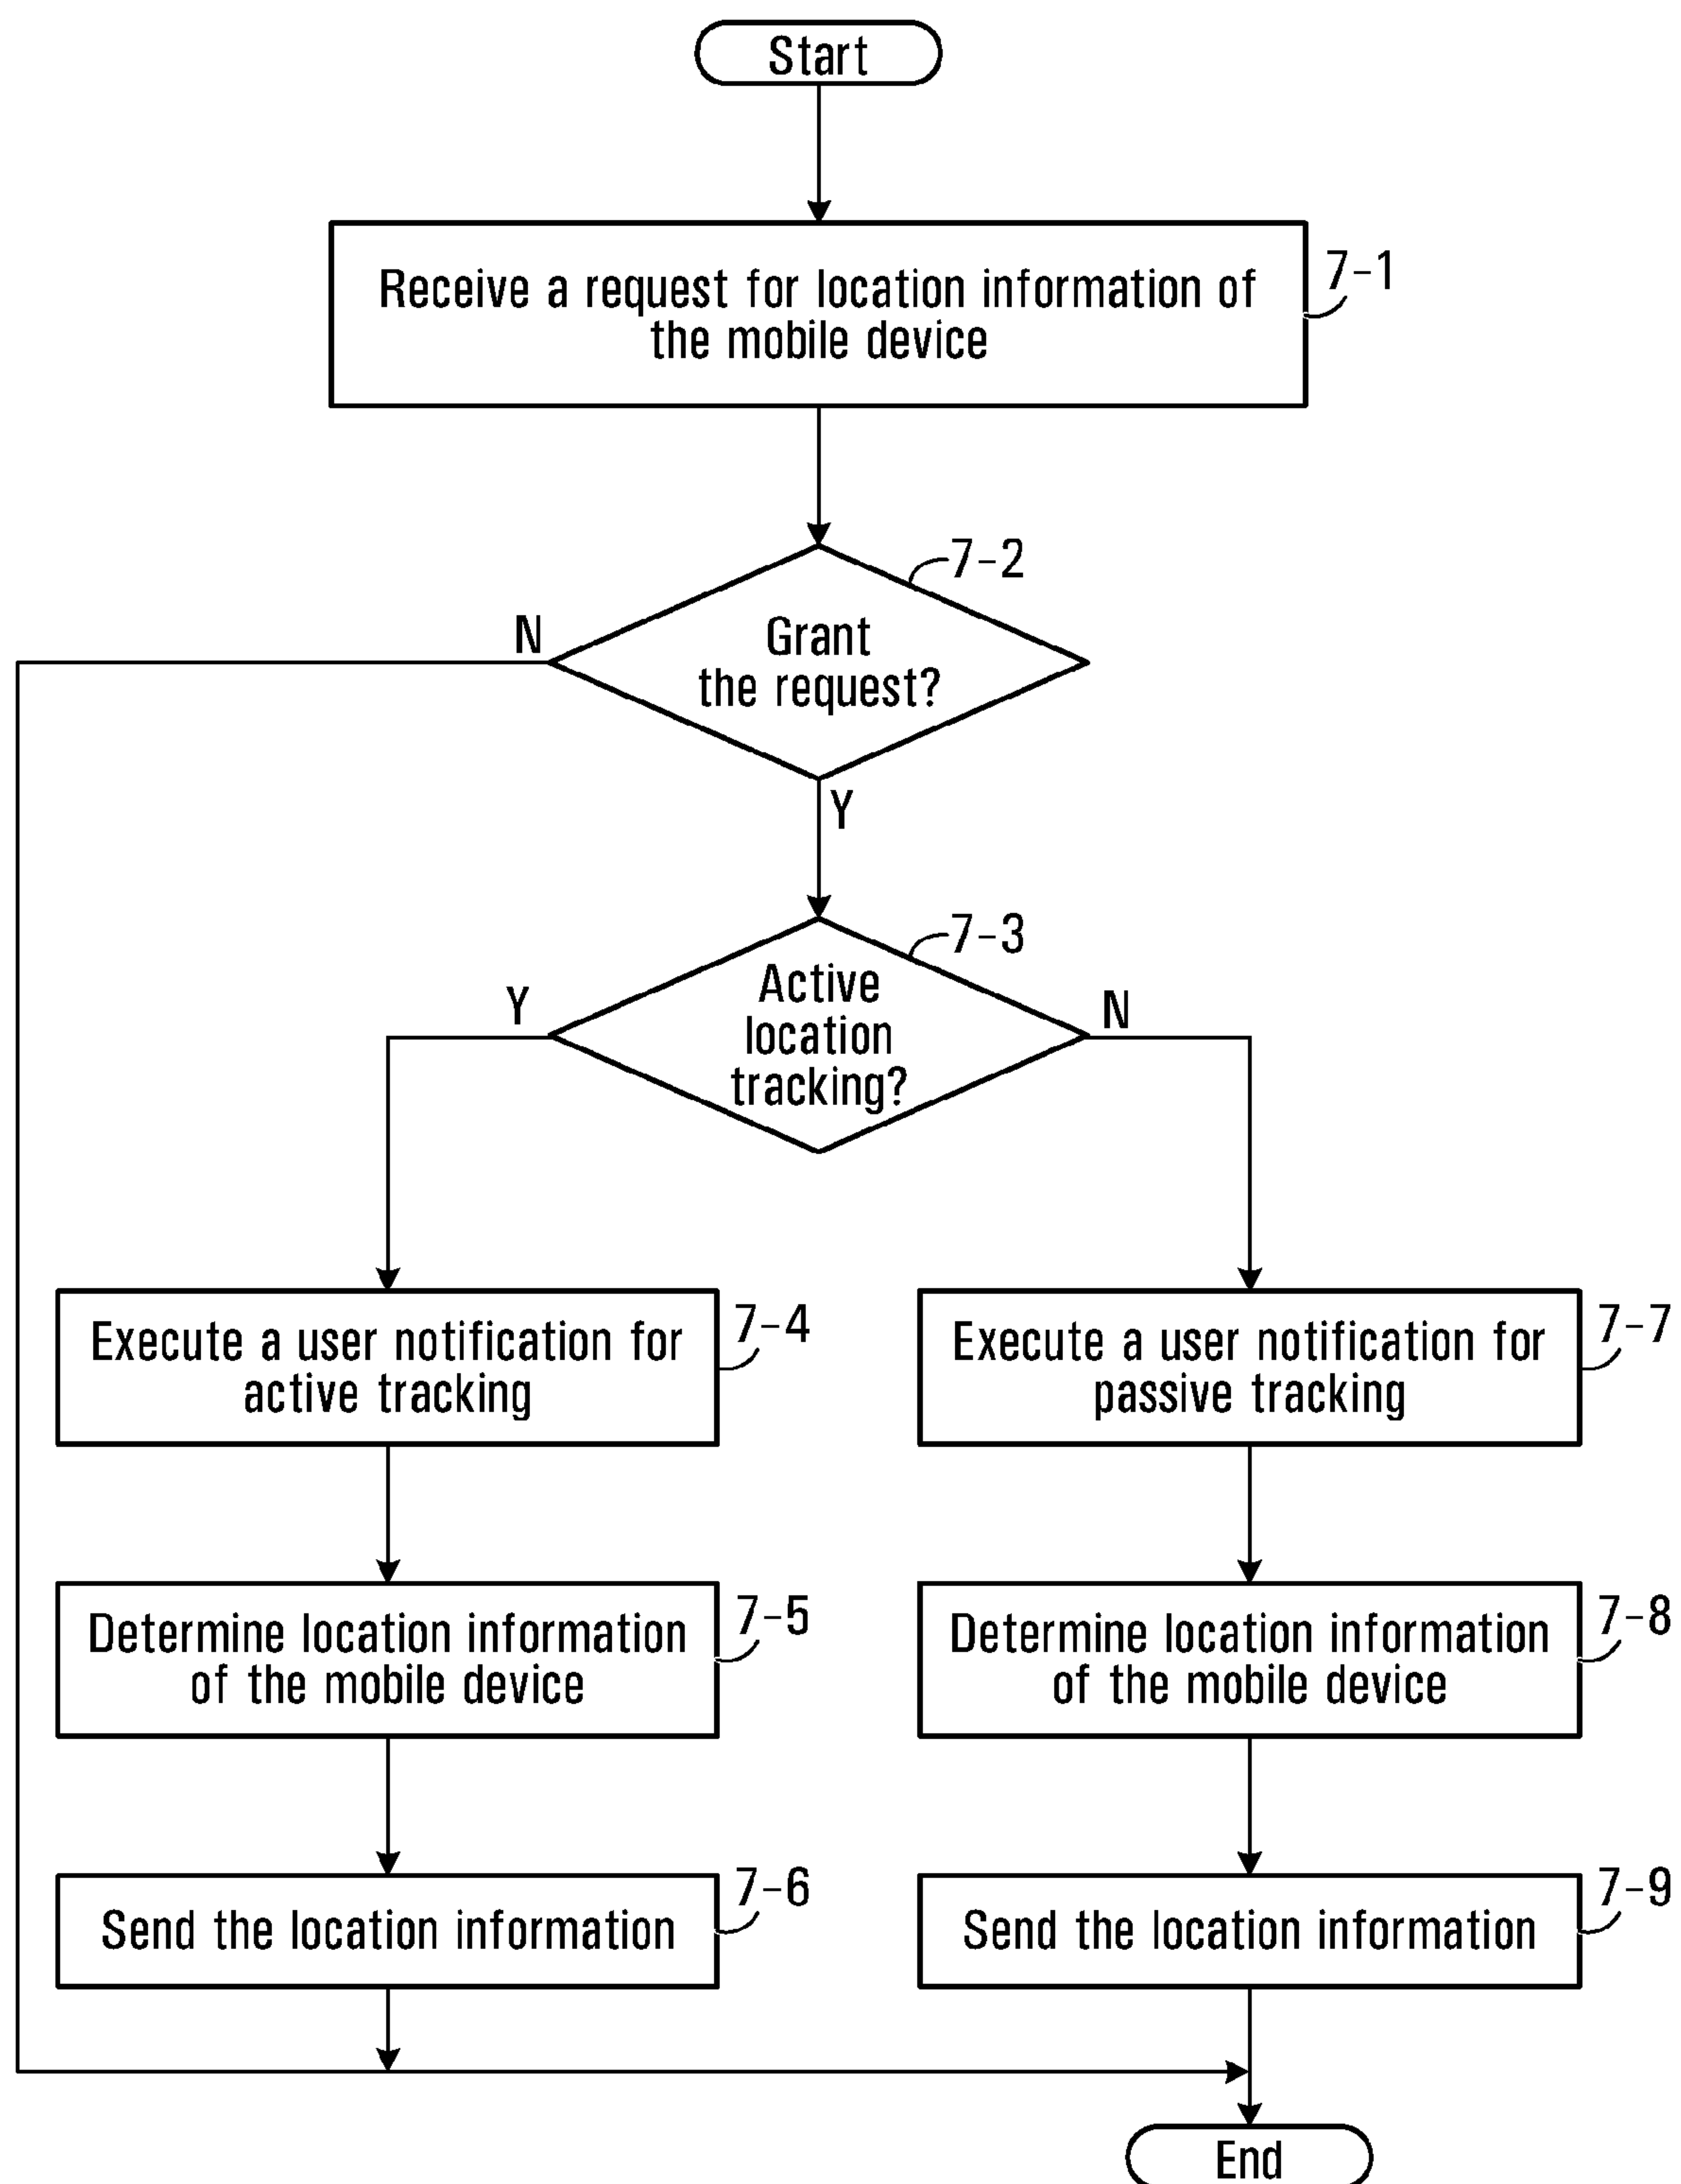 Start
Receive a request for location information of
the mobile device
7-1
7-2
Grant
the request?
N
Y
7-3
Active
location
tracking?
Y
N
Execute a user notification for
active tracking
7-4
Execute a user notification for
passive tracking
7-7
Determine location information
of the mobile device
7-5
Determine location information
of the mobile device
7-8
Send the location information
7-6
Send the location information
7-9
End